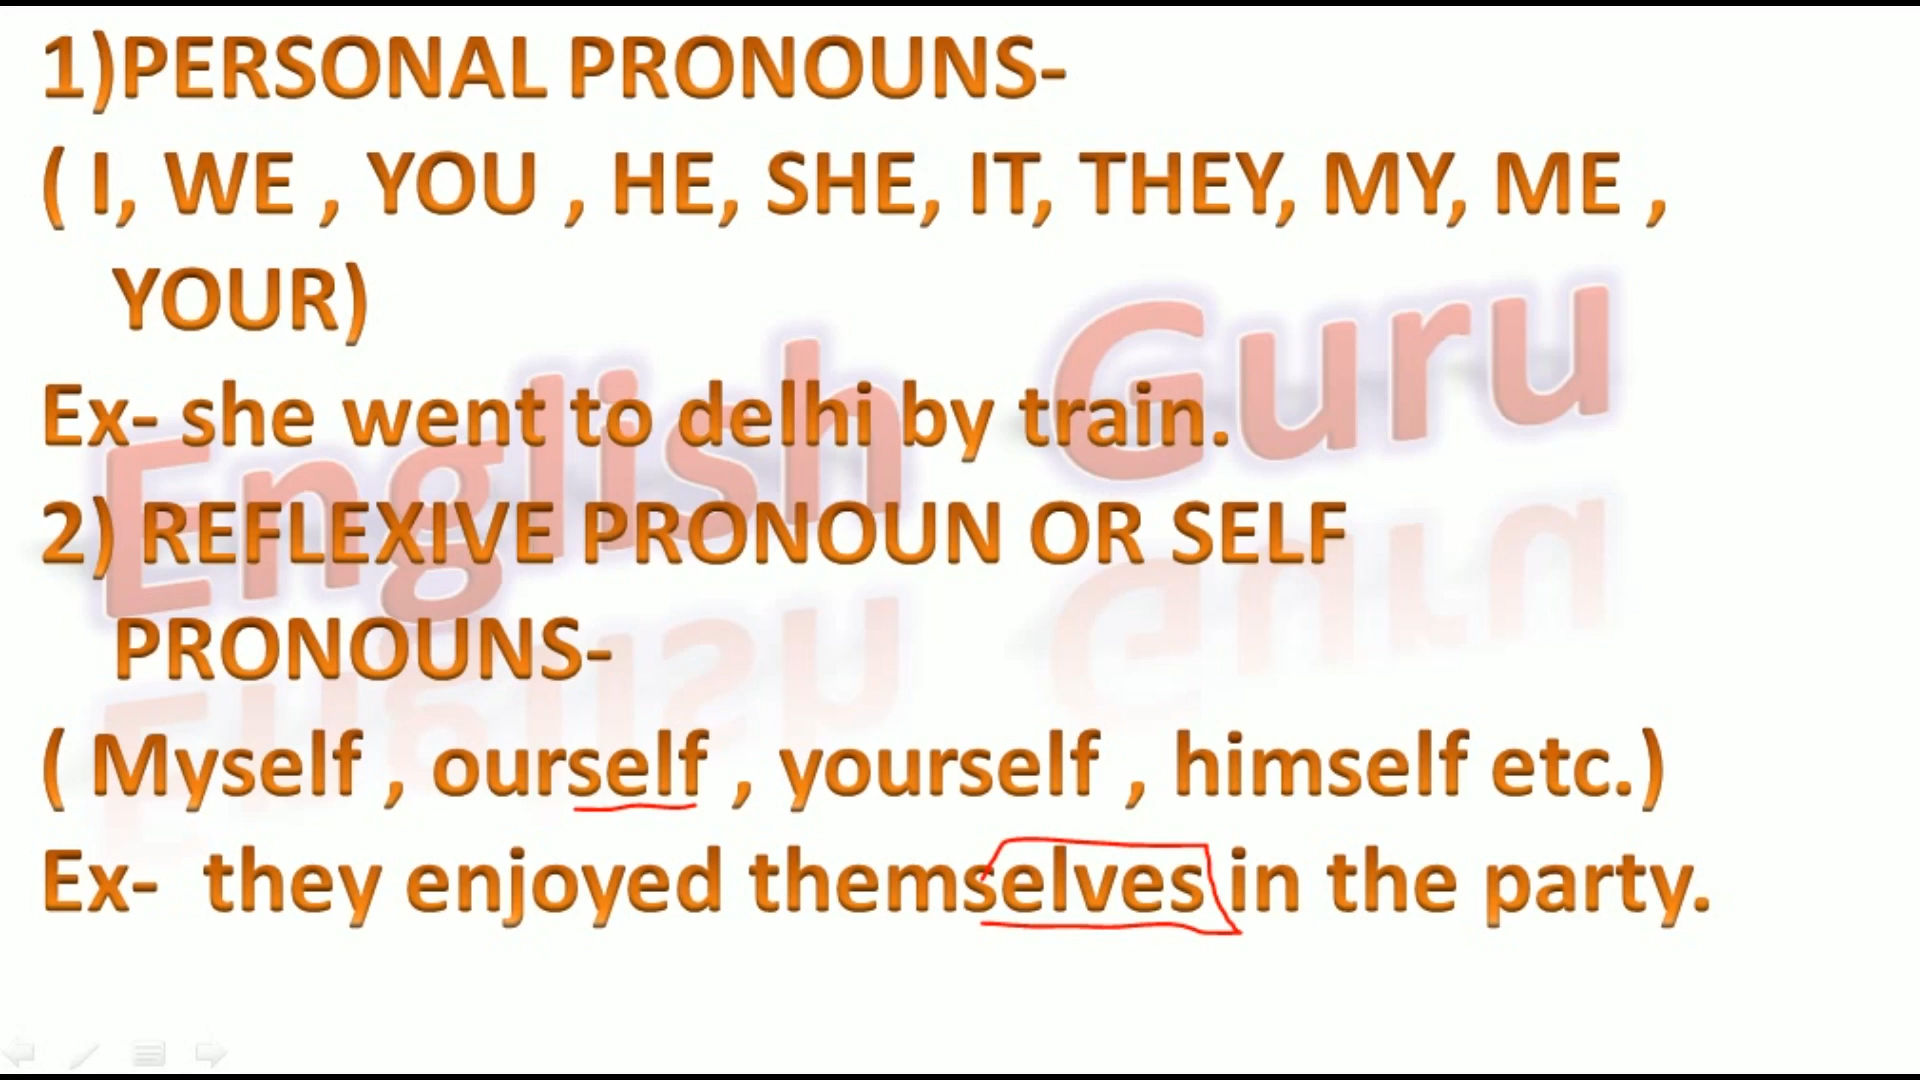 1)PERSONAL PRONOUNS-
( I, WE , YOU , HE, SHE, IT, THEY, MY, ME ,
YOUR)
Ex- she went to delhi by train.
2) REFLEXIVE PRONOUN OR SELF
PRONOUNS-
( Myself , ourself , yourself , himself etc.)
Ex-  they enjoyed themselves in the party.
English Guru